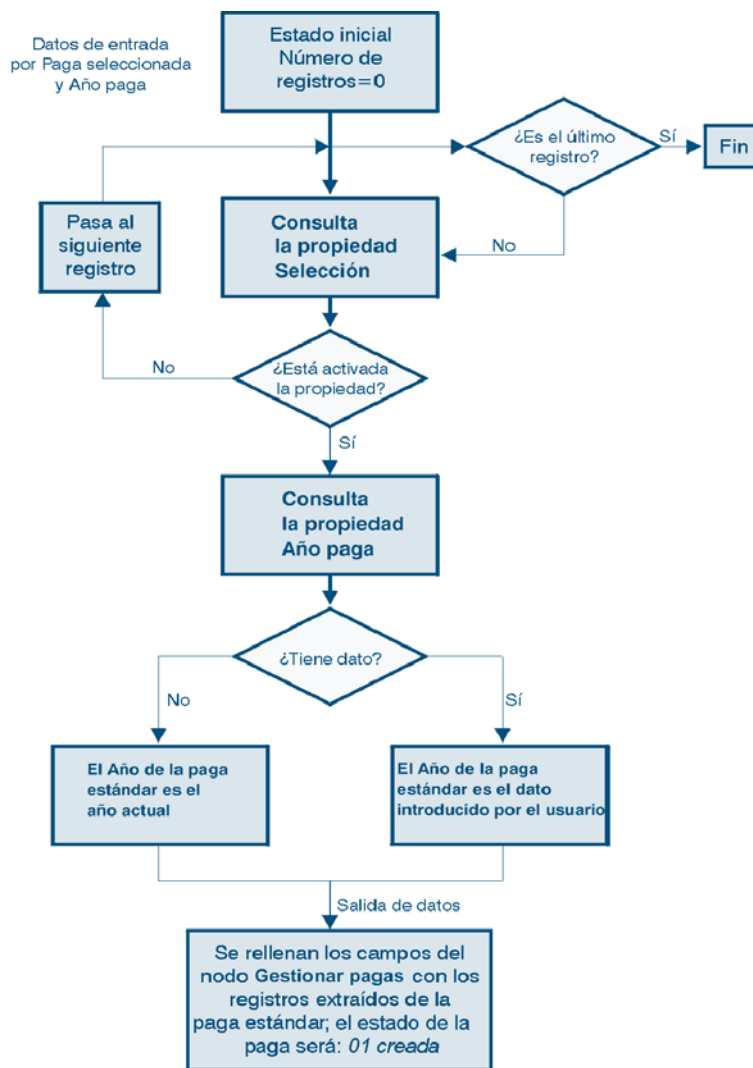 Datos de entrada
por Paga seleccionada
y Año paga
Estado inicial
Número de
registros=0
¿Es el último
registro?
Sí
Fin
No
Pasa al
siguiente
registro
Consulta
la propiedad
Selección
No
¿Está activada
la propiedad?
Sí
Consulta
la propiedad
Año paga
¿Tiene dato?
No
Sí
El Año de la paga
estándar es el
año actual
El Año de la paga
estándar es el dato
introducido por el usuario
Salida de datos
Se rellenan los campos del
nodo Gestionar pagas con los
registros extraídos de la
paga estándar; el estado de la
paga será: 01 creada